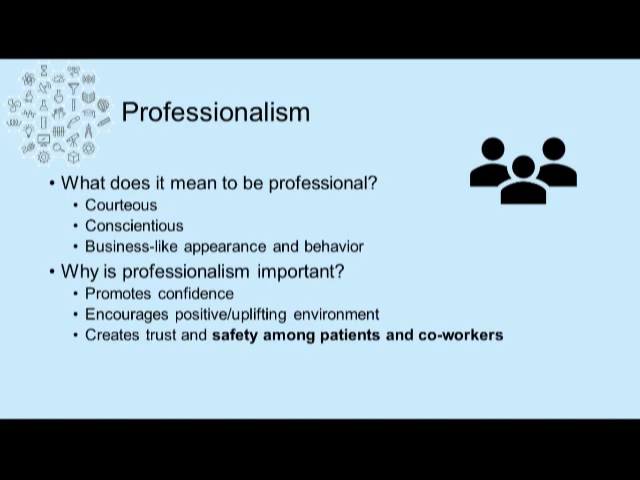 Professionalism
• What does it mean to be professional?
• Courteous
• Conscientious
• Business-like appearance and behavior
• Why is professionalism important?
• Promotes confidence
• Encourages positive/uplifting environment
• Creates trust and safety among patients and co-workers